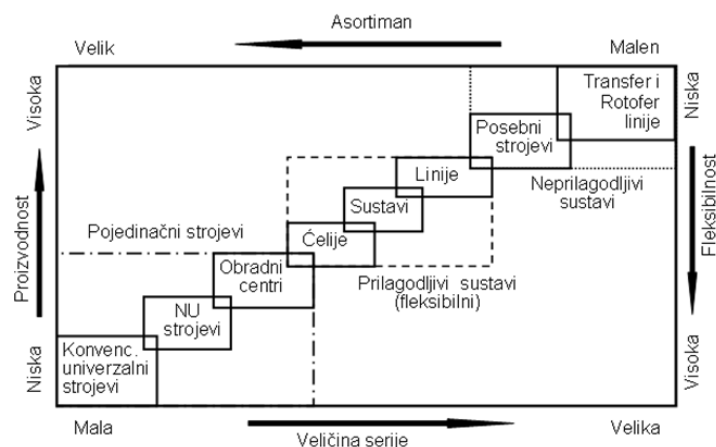 Asortiman
Velik
Malen
Visoka
Niska
Transfer i
Rotofer
linije
Posebni
strojevi
Linije
Neprilagodljivi
sustavi
Sustavi
Pojedinačni strojevi
Ćelije
Proizvodnost
Fleksibilnost
Obradni
centri
Prilagodljivi sustavi
(fleksibilni)
NU
strojevi
Konvenc.
univerzalni
strojevi
Niska
Visoka
Mala
Veličina serije
Velika